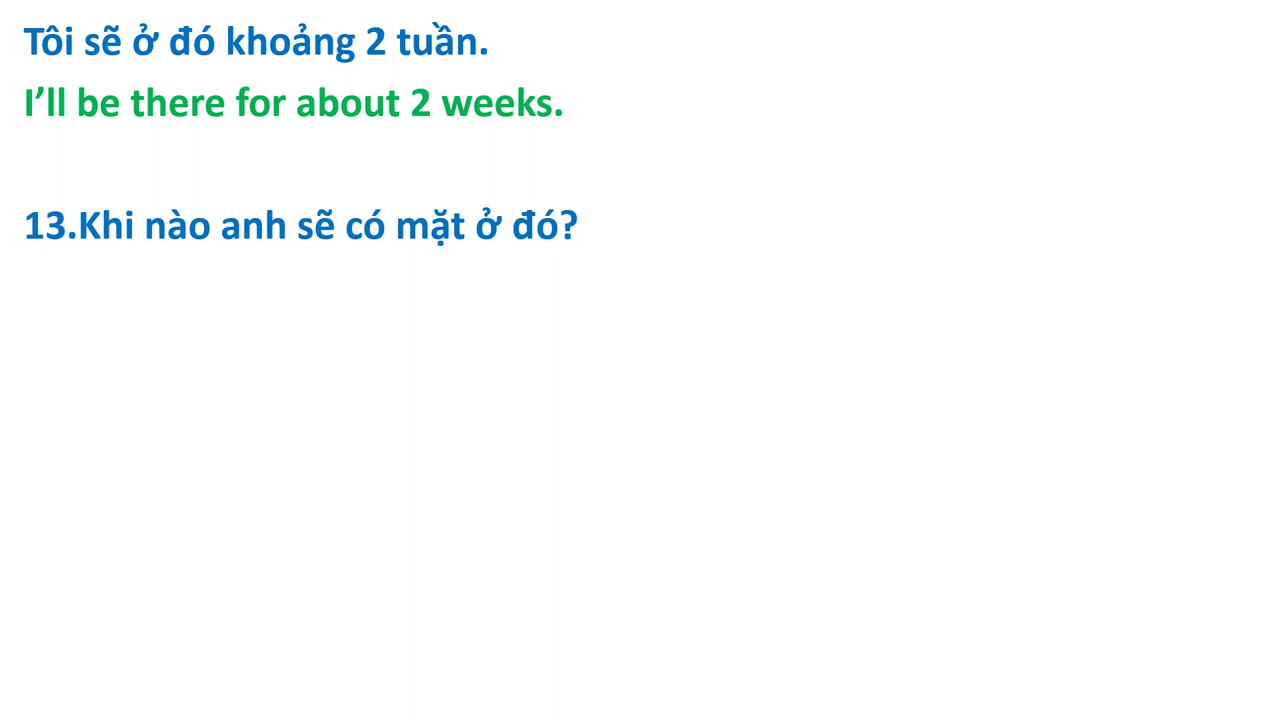 Tôi sẽ ở đó khoảng 2 tuần.
I’ll be there for about 2 weeks.
13.Khi nào anh sẽ có mặt ở đó?